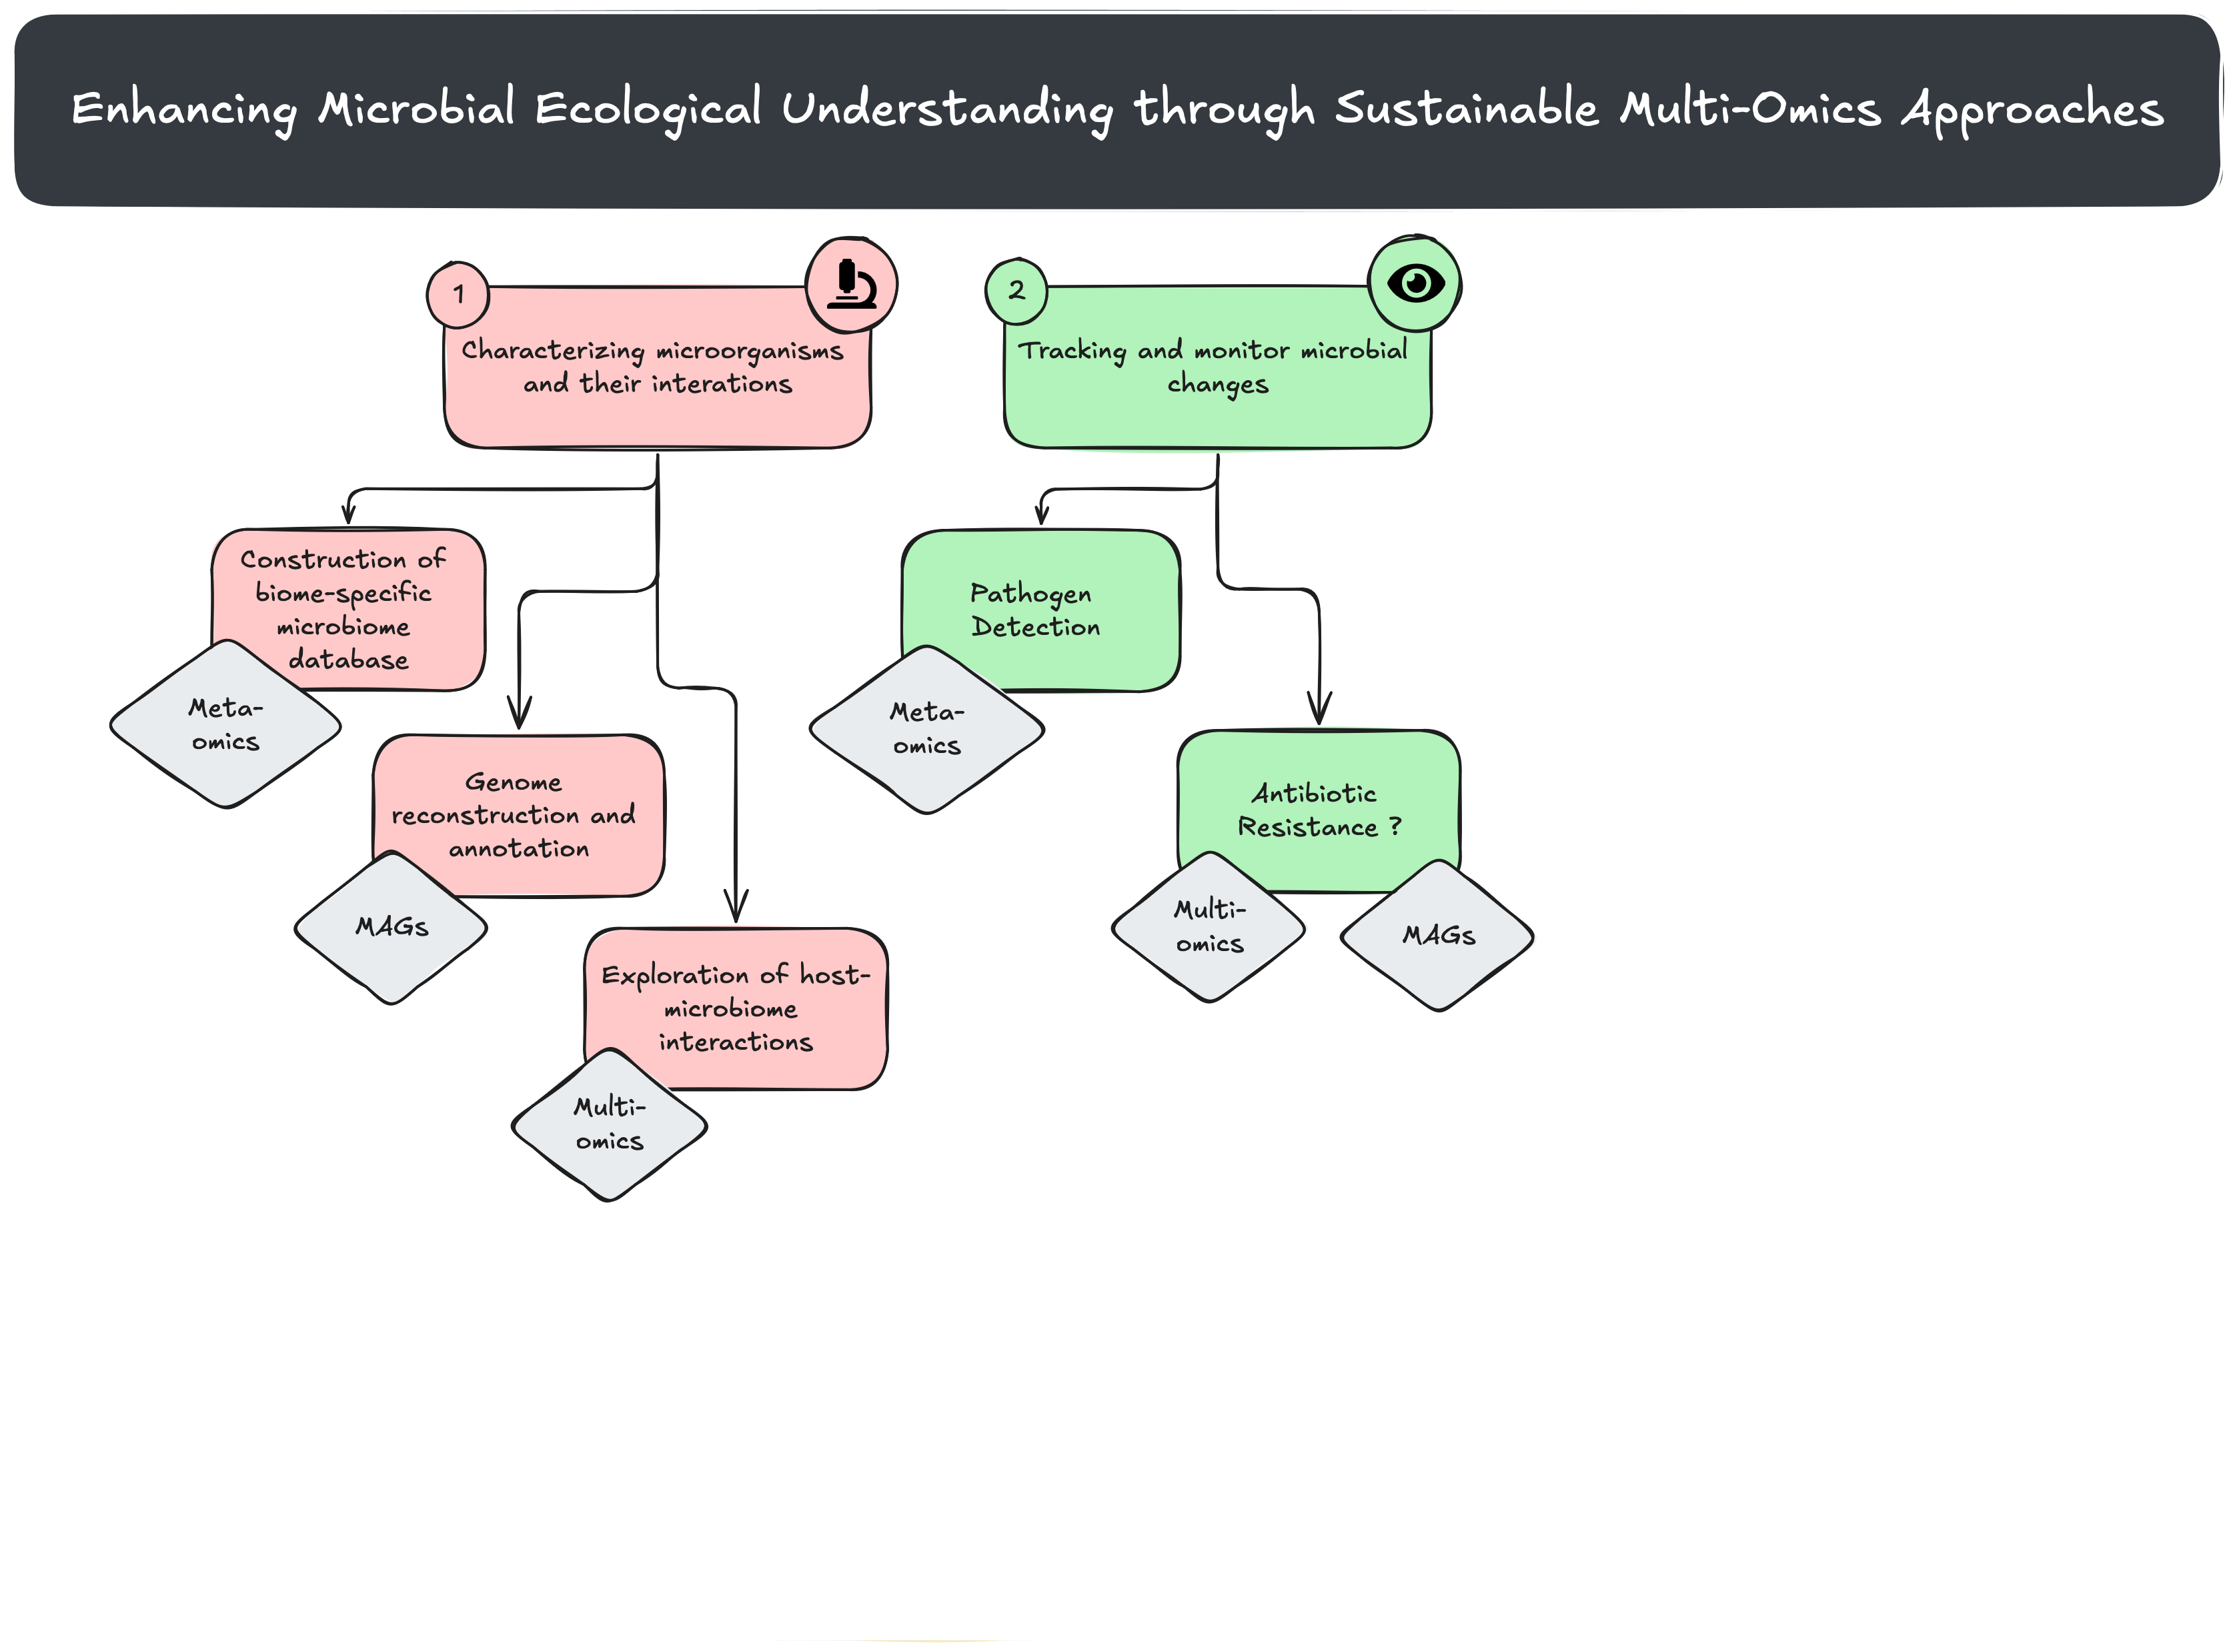 Enhancing Microbial Ecological Understanding through Sustainable Multi-Omics Approaches
1
Characterizing microorganisms
and their interations
2
Tracking and monitor microbial
changes
Construction of
biome-specific
microbiome
database
Meta-
omics
Genome
reconstruction and
annotation
MAGs
Exploration of host-
microbiome
interactions
Multi-
omics
Pathogen
Detection
Meta-
omics
Antibiotic
Resistance ?
Multi-
omics
MAGs